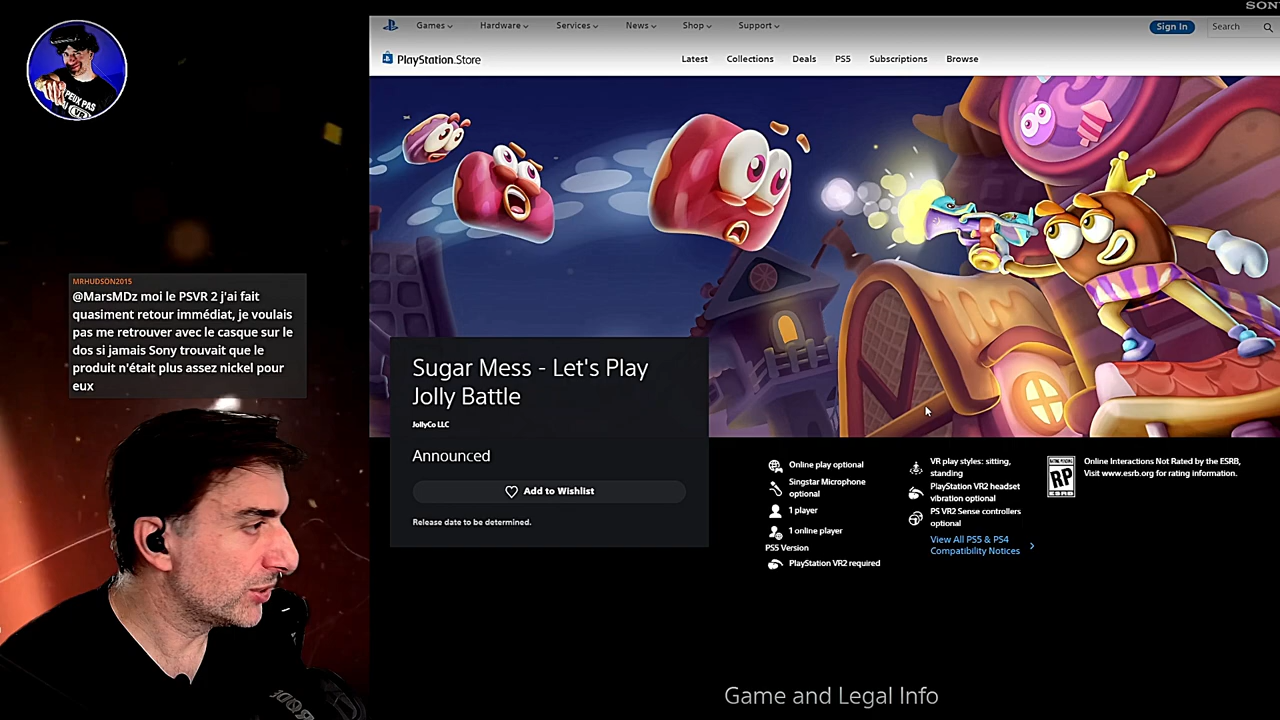 SON
Games
Hardware
Services
News
Shop
Support
Sign In
Search
PlayStation.Store
Latest
Collections
Deals
PS5
Subscriptions
Browse
PEUX PAS
MRHUDSON2015
@MarsMDz moi le PSVR 2 j'ai fait
quasiment retour immédiat, je voulais
pas me retrouver avec le casque sur le
dos si jamais Sony trouvait que le
produit n'était plus assez nickel pour
eux
Sugar Mess - Let's Play
Jolly Battle
JollyCo LLC
Announced
Add to Wishlist
Release date to be determined.
Online play optional
Singstar Microphone
optional
1 player
1 online player
PS5 Version
PlayStation VR2 required
VR play styles: sitting,
standing
PlayStation VR2 headset
vibration optional
PS VR2 Sense controllers
optional
View All PS5 & PS4
Compatibility Notices
RATING PENDING
RP
ESRB
Online Interactions Not Rated by the ESRB,
Visit www.esrb.org for rating information.
Game and Legal Info